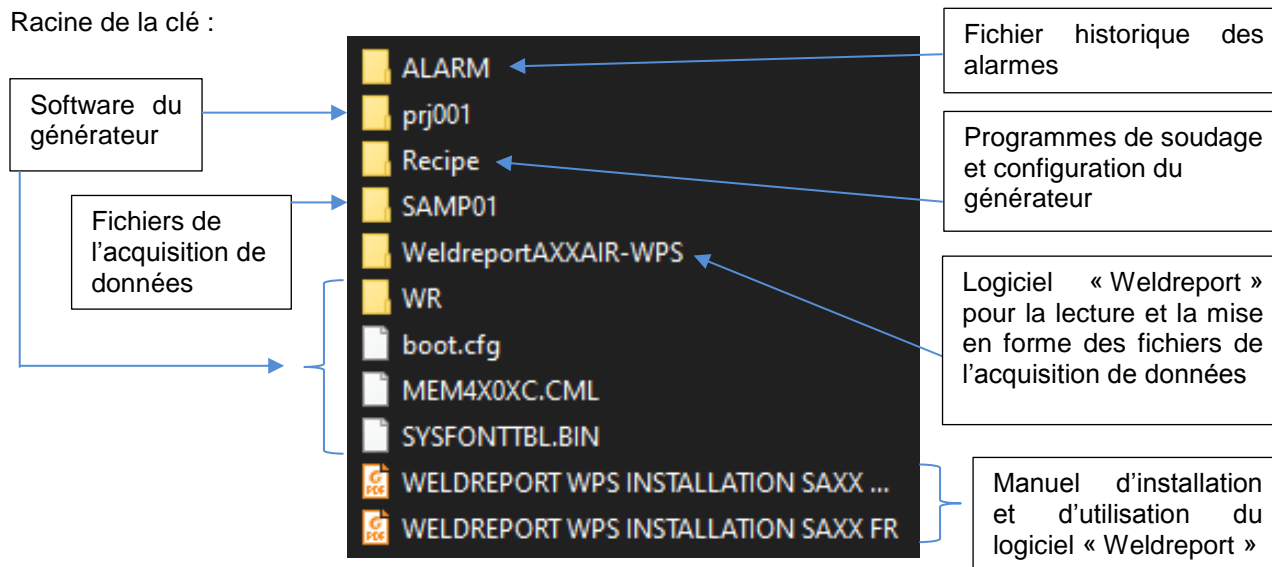 Racine de la clé :
Software du
générateur
Fichiers de
l’acquisition de
données
ALARM
prj001
Recipe
SAMP01
WeldreportAXXAIR-WPS
WR
boot.cfg
MEM4X0XC.CML
SYSFONTTBL.BIN
WELDREPORT WPS INSTALLATION SAXX ...
WELDREPORT WPS INSTALLATION SAXX FR
Fichier historique des
alarmes
Programmes de soudage
et configuration du
générateur
Logiciel « Weldreport »
pour la lecture et la mise
en forme des fichiers de
l’acquisition de données
Manuel d’installation
et d’utilisation du
logiciel « Weldreport »